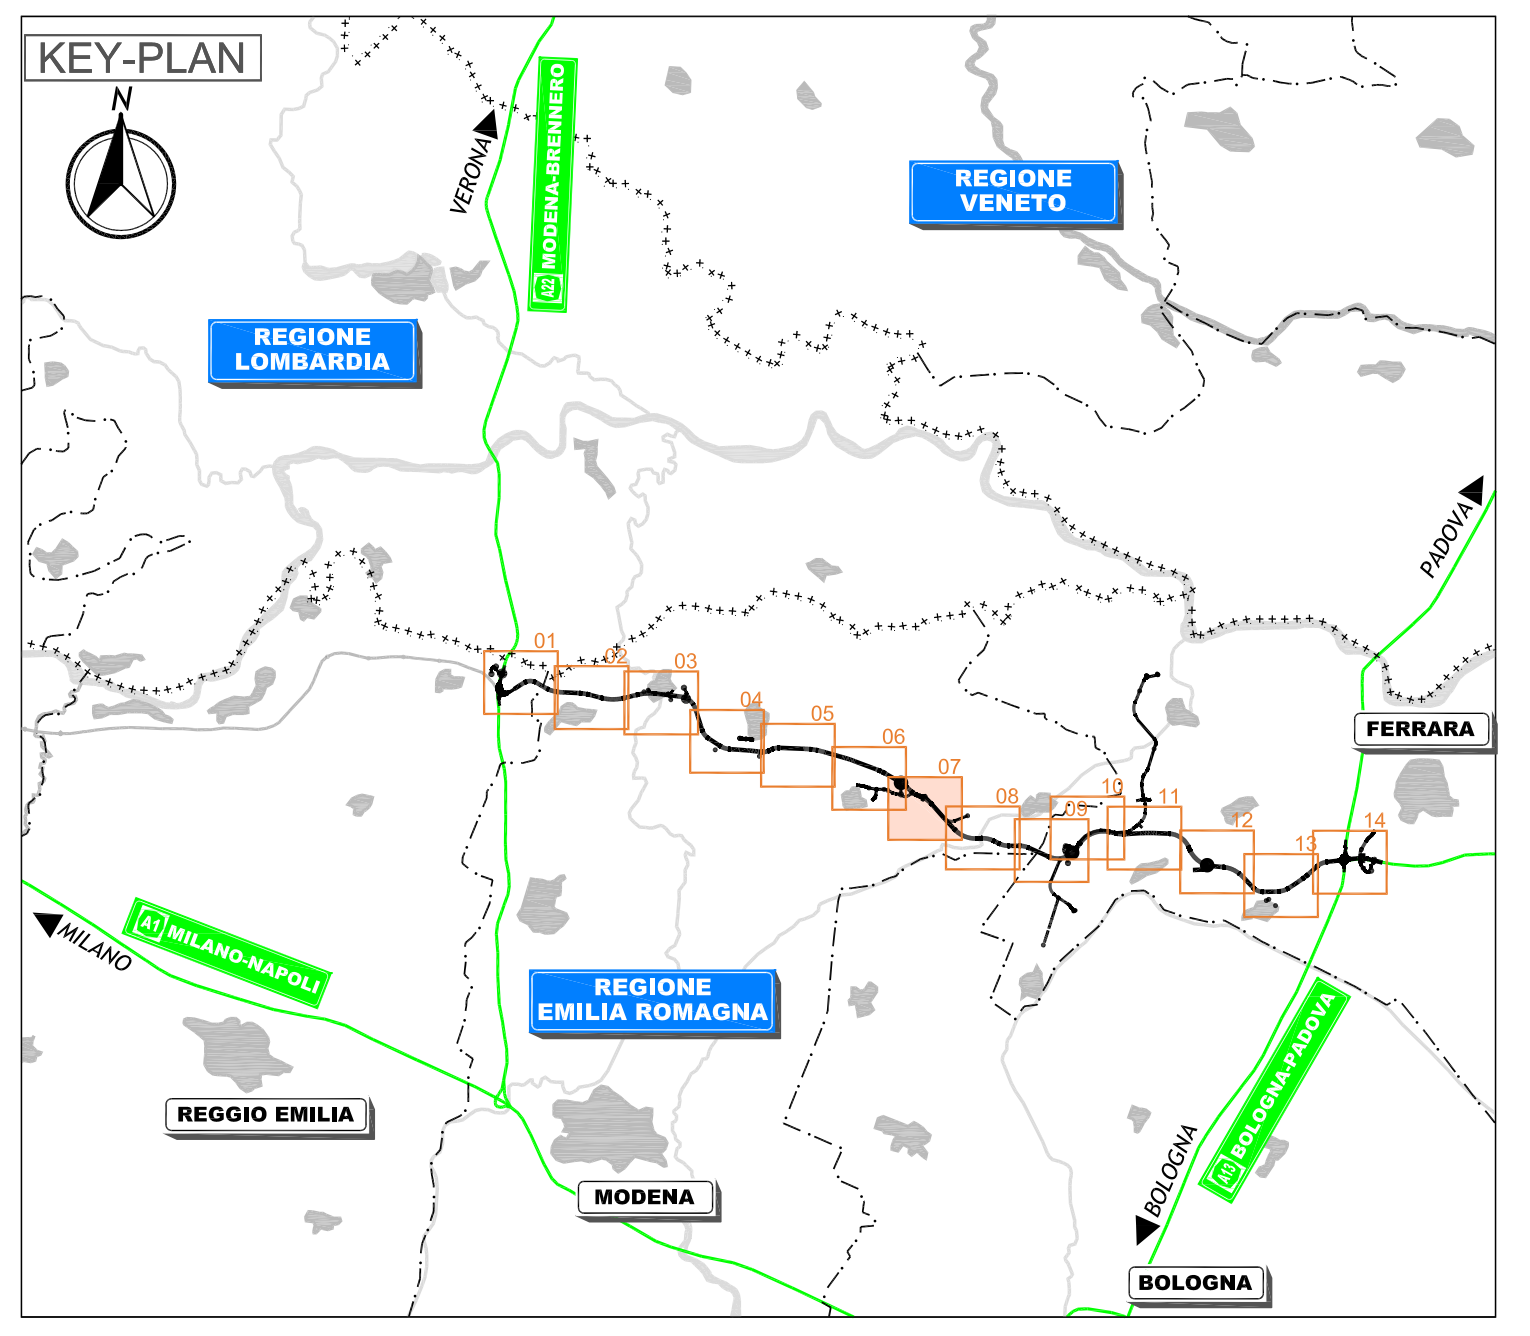 KEY-PLAN
N
VERONA
A22 MODENA-BRENNERO
REGIONE
VENETO
REGIONE
LOMBARDIA
PADOVA
01
02
03
04
05
06
07
08
09
10
11
12
13
14
FERRARA
A1 MILANO-NAPOLI
MILANO
REGIONE
EMILIA ROMAGNA
A13 BOLOGNA-PADOVA
REGGIO EMILIA
MODENA
BOLOGNA
BOLOGNA